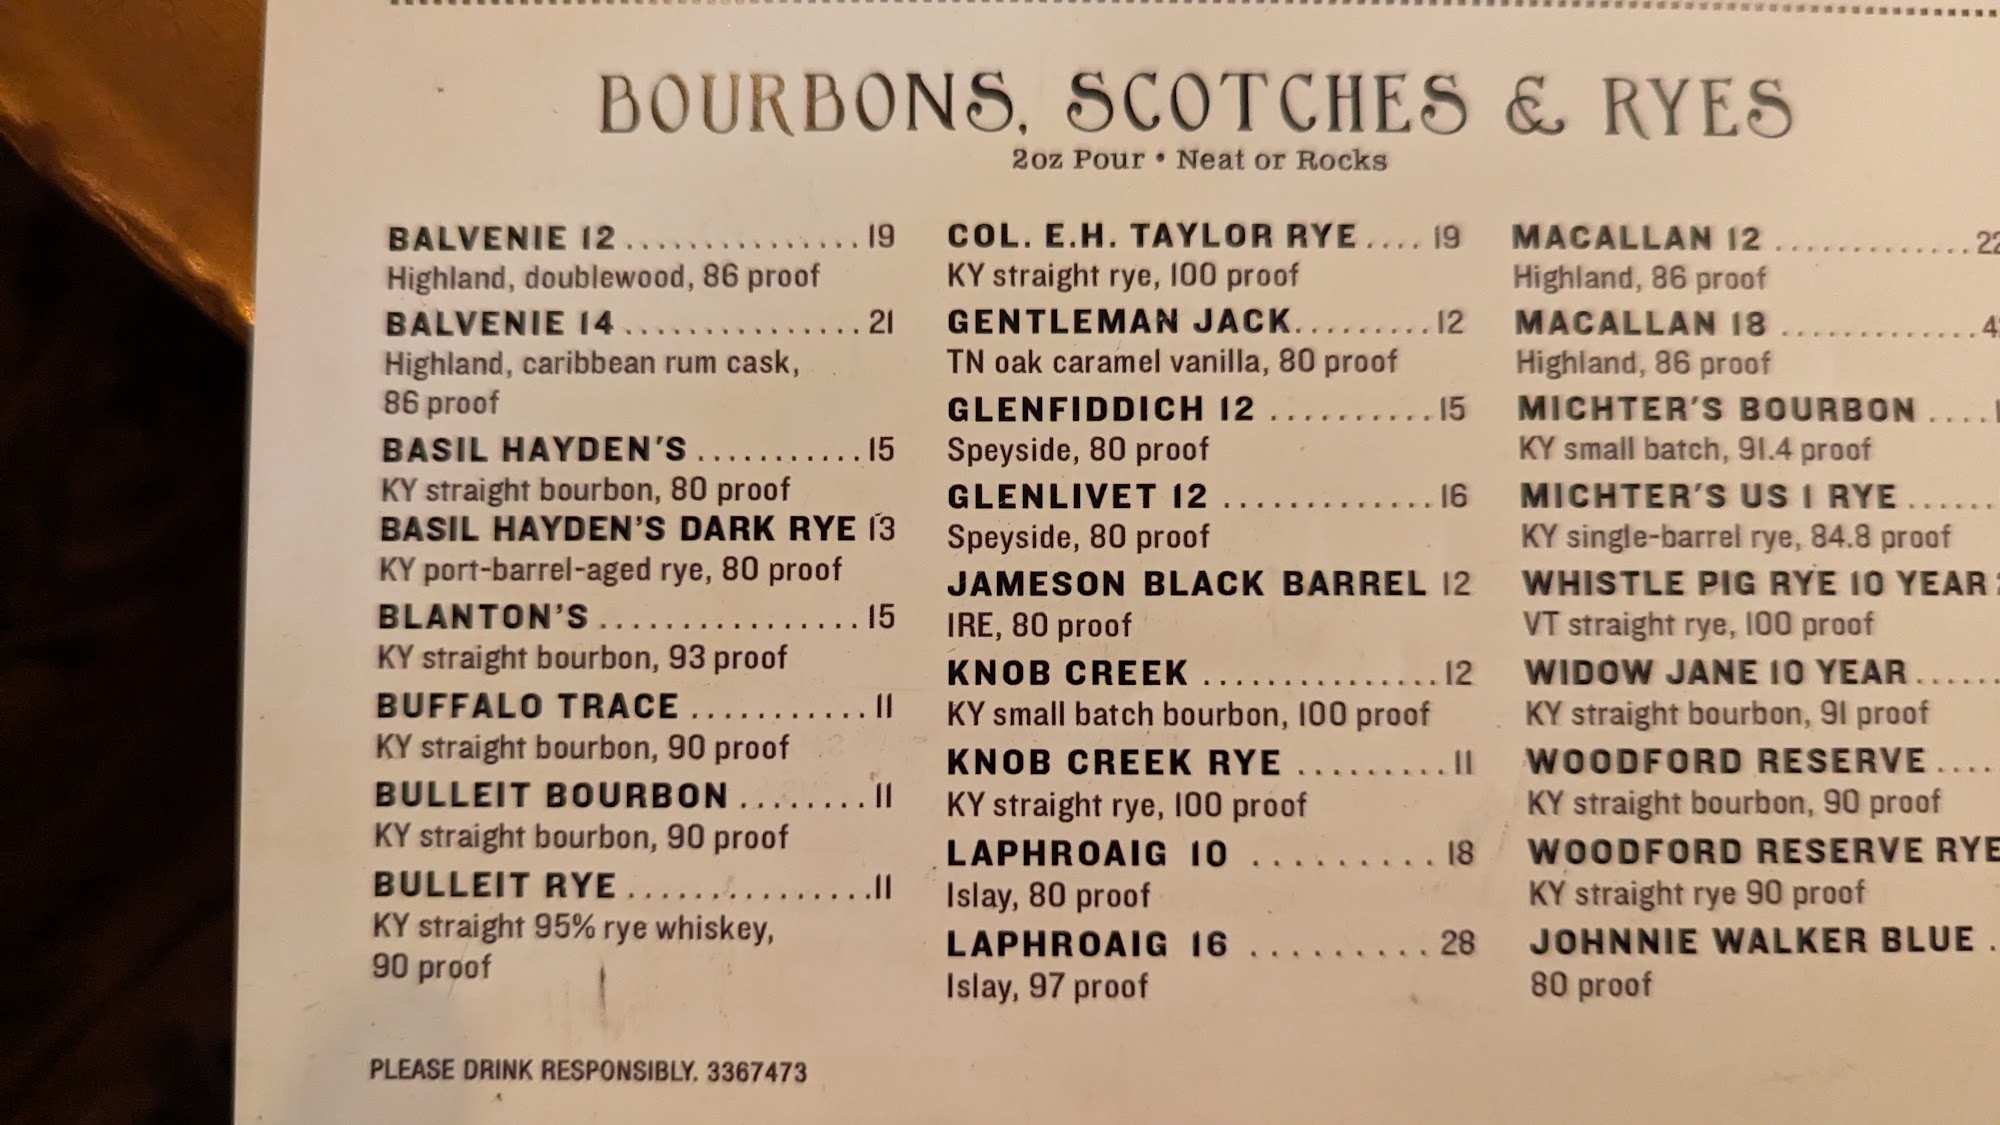 BOURBONS, SCOTCHES & RYES
2oz Pour • Neat or Rocks
BALVENIE 12 ............... 19
Highland, doublewood, 86 proof
BALVENIE 14 ............... 21
Highland, caribbean rum cask,
86 proof
BASIL HAYDEN'S ........... 15
KY straight bourbon, 80 proof
BASIL HAYDEN'S DARK RYE 13
KY port-barrel-aged rye, 80 proof
BLANTON'S ................ 15
KY straight bourbon, 93 proof
BUFFALO TRACE ........... 11
KY straight bourbon, 90 proof
BULLEIT BOURBON ........ 11
KY straight bourbon, 90 proof
BULLEIT RYE ............... 11
KY straight 95% rye whiskey,
90 proof
COL. E.H. TAYLOR RYE .... 19
KY straight rye, 100 proof
GENTLEMAN JACK ......... 12
TN oak caramel vanilla, 80 proof
GLENFIDDICH 12 .......... 15
Speyside, 80 proof
GLENLIVET 12 ............. 16
Speyside, 80 proof
JAMESON BLACK BARREL 12
IRE, 80 proof
KNOB CREEK ............... 12
KY small batch bourbon, 100 proof
KNOB CREEK RYE ......... 11
KY straight rye, 100 proof
LAPHROAIG 10 ......... 18
Islay, 80 proof
LAPHROAIG 16 ......... 28
Islay, 97 proof
MACALLAN 12 ............. 22
Highland, 86 proof
MACALLAN 18 ............
Highland, 86 proof
MICHTER'S BOURBON ....
KY small batch, 91.4 proof
MICHTER'S US 1 RYE ......
KY single-barrel rye, 84.8 proof
WHISTLE PIG RYE 10 YEAR
VT straight rye, 100 proof
WIDOW JANE 10 YEAR ......
KY straight bourbon, 91 proof
WOODFORD RESERVE ....
KY straight bourbon, 90 proof
WOODFORD RESERVE RYE
KY straight rye 90 proof
JOHNNIE WALKER BLUE .
80 proof
PLEASE DRINK RESPONSIBLY. 3367473